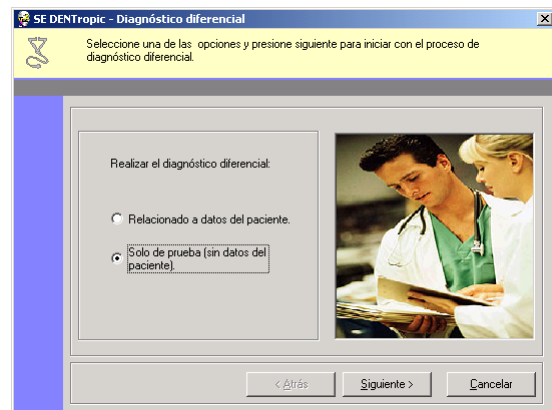 SE DENTropic - Diagnóstico diferencial
Seleccione una de las opciones y presione siguiente para iniciar con el proceso de
diagnóstico diferencial.
Realizar el diagnóstico diferencial:
Relacionado a datos del paciente.
Solo de prueba (sin datos del
paciente).
< Atrás
Siguiente >
Cancelar